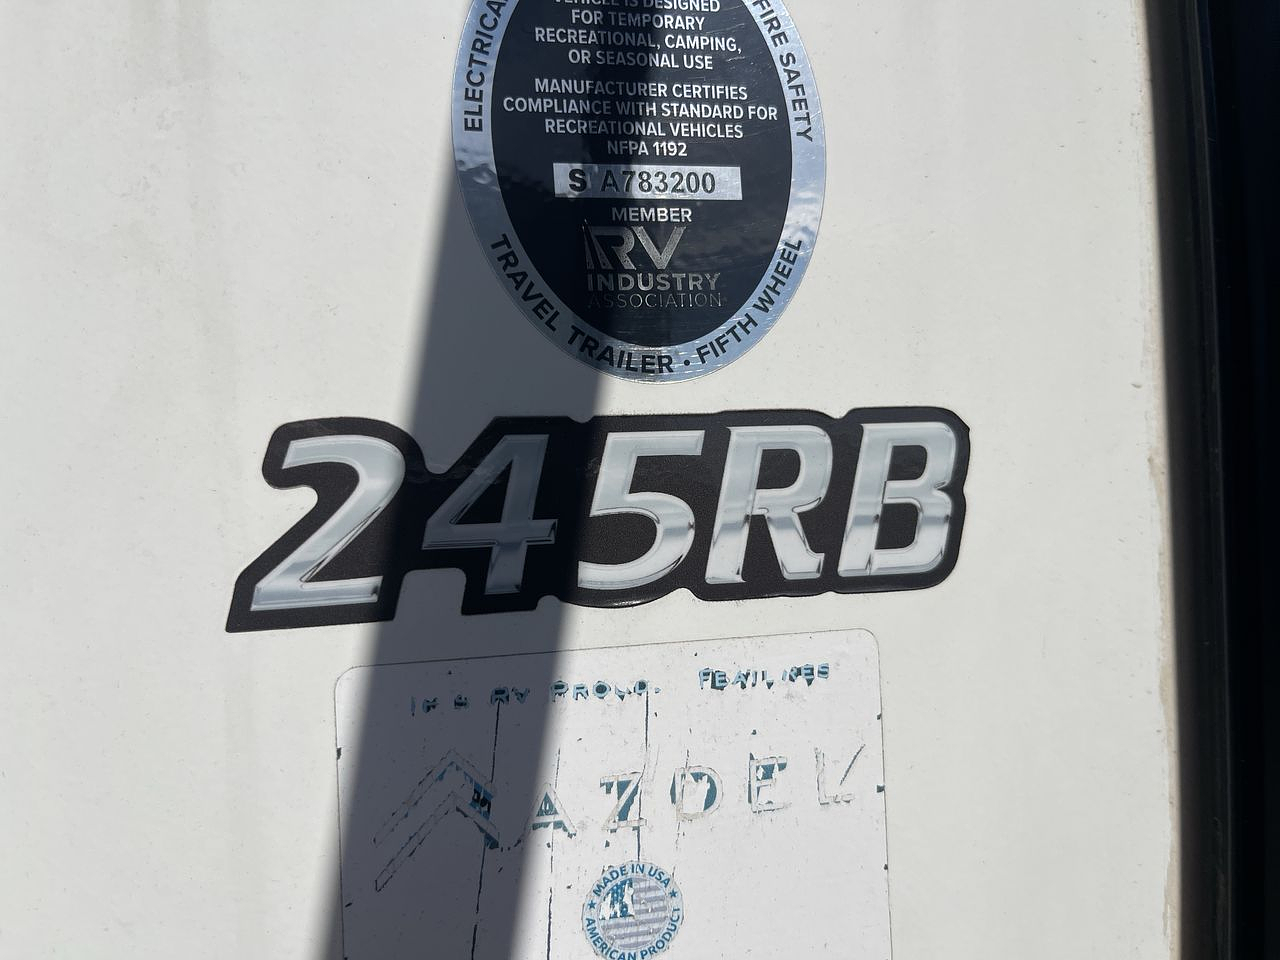 ELECTRICAL
FIRE SAFETY
VEHICLE IS DESIGNED
FOR TEMPORARY
RECREATIONAL, CAMPING,
OR SEASONAL USE
MANUFACTURER CERTIFIES
COMPLIANCE WITH STANDARD FOR
RECREATIONAL VEHICLES
NFPA 1192
S A783200
MEMBER
RV
INDUSTRY
ASSOCIATION
TRAVEL TRAILER • FIFTH WHEEL
245RB
RV
AZDEL
MADE IN USA
AMERICAN PRODUCT